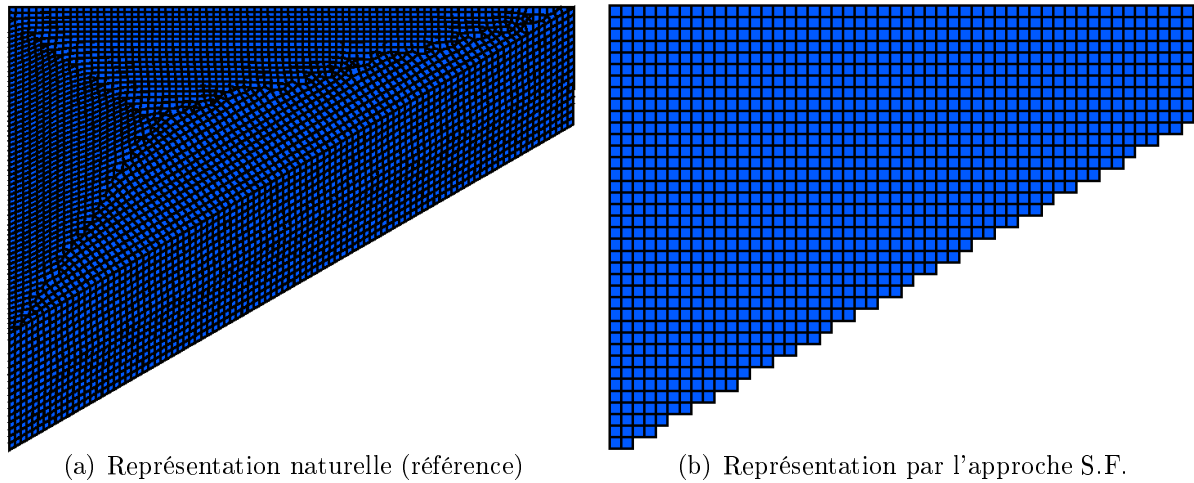 (a) Représentation naturelle (référence)
(b) Représentation par l'approche S.F.